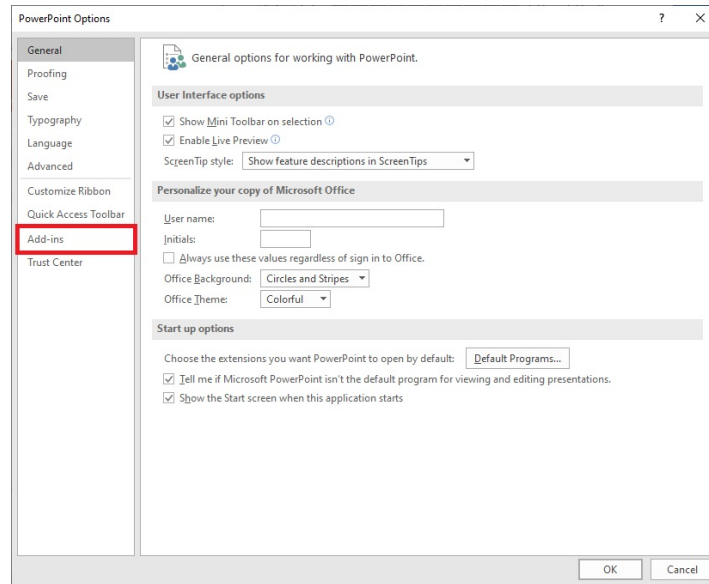 PowerPoint Options
? ×
General
Proofing
Save
Typography
Language
Advanced
Customize Ribbon
Quick Access Toolbar
Add-ins
Trust Center
General options for working with PowerPoint.
User Interface options
Show Mini Toolbar on selection
Enable Live Preview
ScreenTip style: Show feature descriptions in ScreenTips
Personalize your copy of Microsoft Office
User name:
Initials:
Always use these values regardless of sign in to Office.
Office Background: Circles and Stripes
Office Theme: Colorful
Start up options
Choose the extensions you want PowerPoint to open by default: Default Programs...
Tell me if Microsoft PowerPoint isn't the default program for viewing and editing presentations.
Show the Start screen when this application starts
OK Cancel